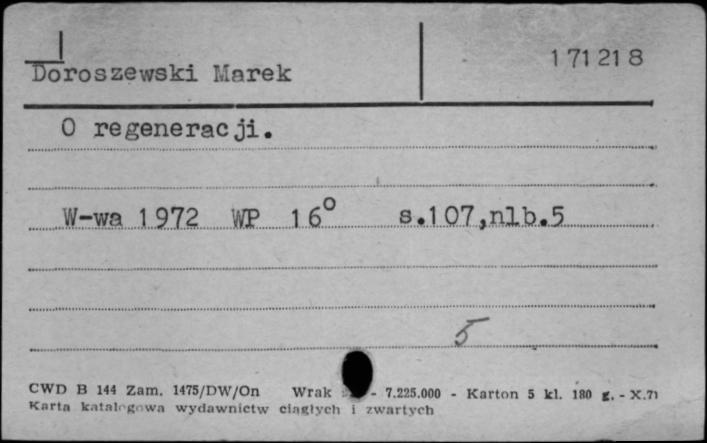 171218
Doroszewski Marek
O regeneracji.
W-wa 1972 WP 16° s.107,nlb.5
5
CWD B 144 Zam. 1475/DW/On Wrak - 7.225.000 - Karton 5 kl. 180 g. - X.71
Karta katalogowa wydawnictw ciągłych i zwartych